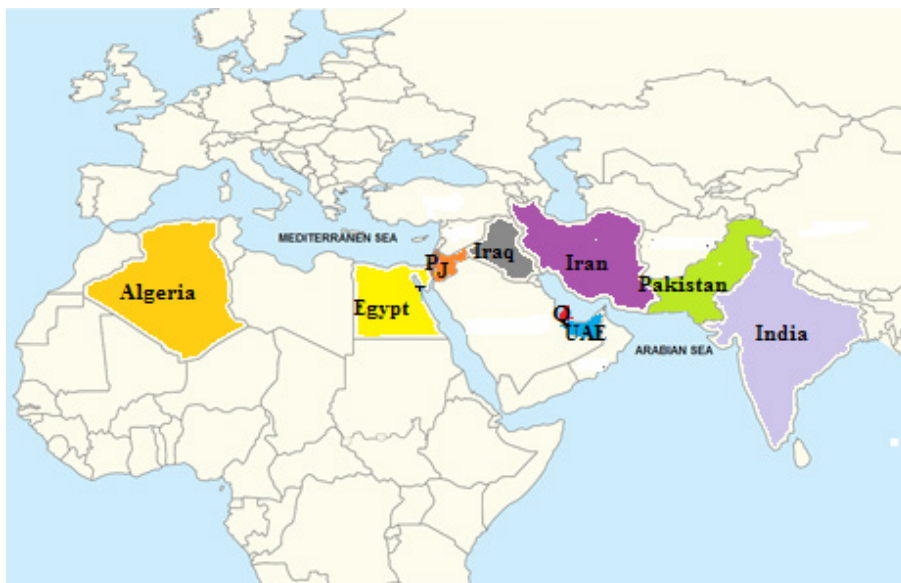 MEDITERRANEN SEA
P J
Iraq
Iran
Algeria
Egypt
Pakistan
Q
UAE
India
ARABIAN SEA